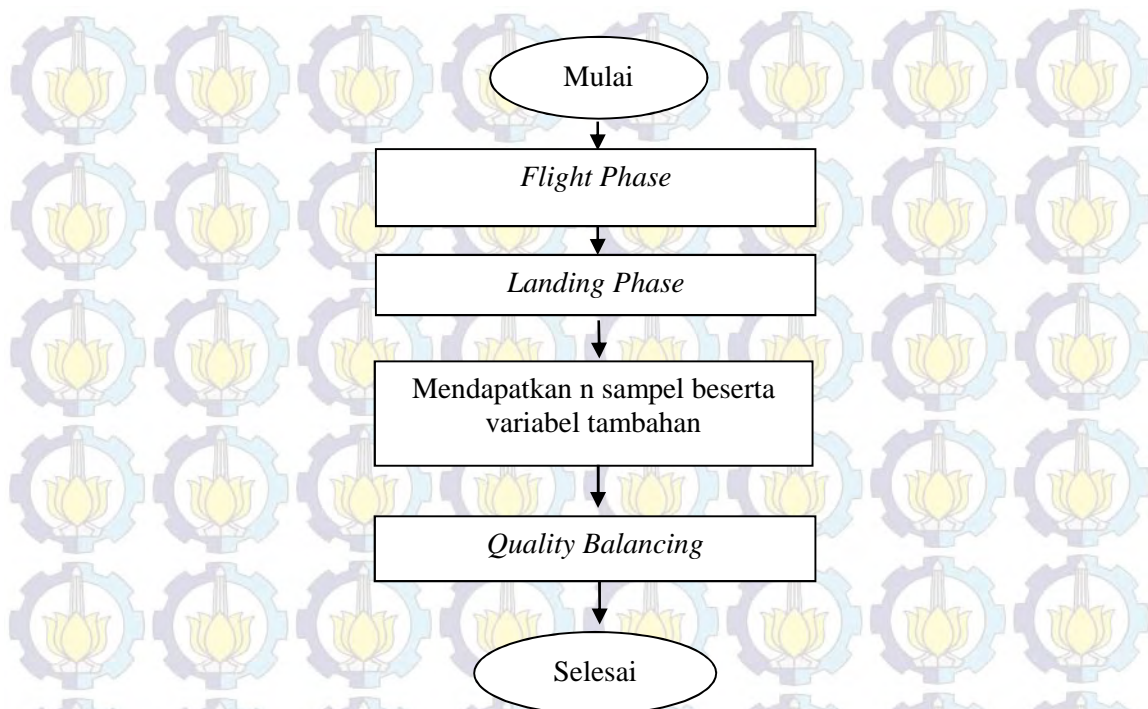 Mulai
Flight Phase
Landing Phase
Mendapatkan n sampel beserta
variabel tambahan
Quality Balancing
Selesai